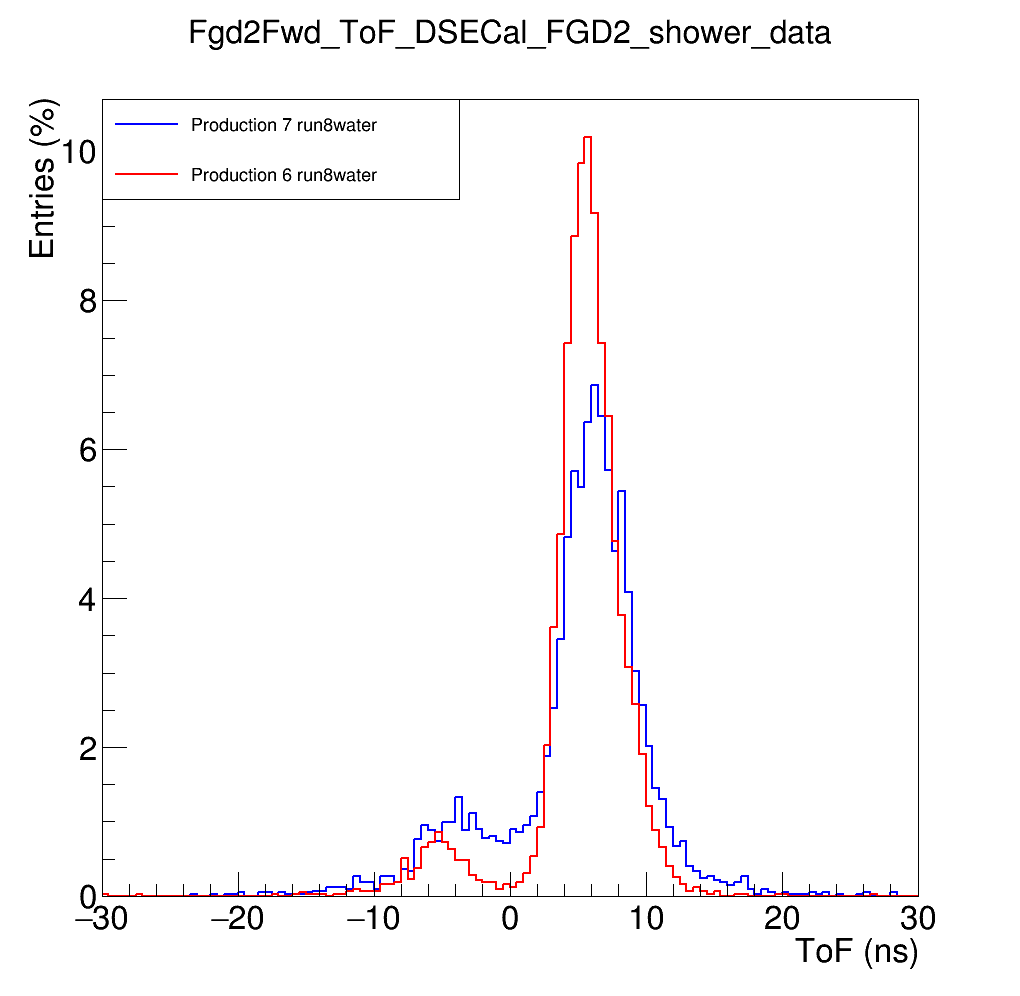 Fgd2Fwd_ToF_DSECal_FGD2_shower_data
Entries (%)
Production 7 run8water
Production 6 run8water
10
8
6
4
2
0
−30 −20 −10 0 10 20 30
ToF (ns)